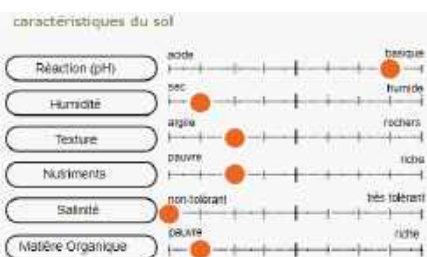 caractéristiques du sol
acide basique
Réaction (pH)
sec humide
Humidité
argile rochers
Texture
pauvre riche
Nutriments
non-tolérant très tolérant
Salinité
pauvre riche
Matière Organique